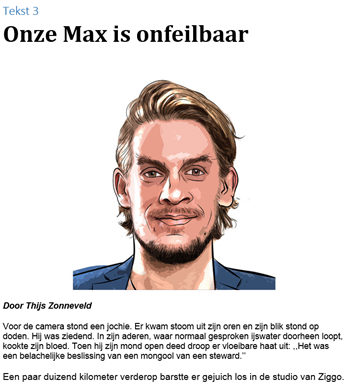 Tekst 3
Onze Max is onfeilbaar
Door Thijs Zonneveld
Voor de camera stond een jochie. Er kwam stoom uit zijn oren en zijn blik stond op
doden. Hij was ziedend. In zijn aderen, waar normaal gesproken ijswater doorheen loopt,
kookte zijn bloed. Toen hij zijn mond open deed droop er vloeibare haat uit: ,,Het was
een belachelijke beslissing van een mongool van een steward.''
Een paar duizend kilometer verderop barstte er gejuich los in de studio van Ziggo.